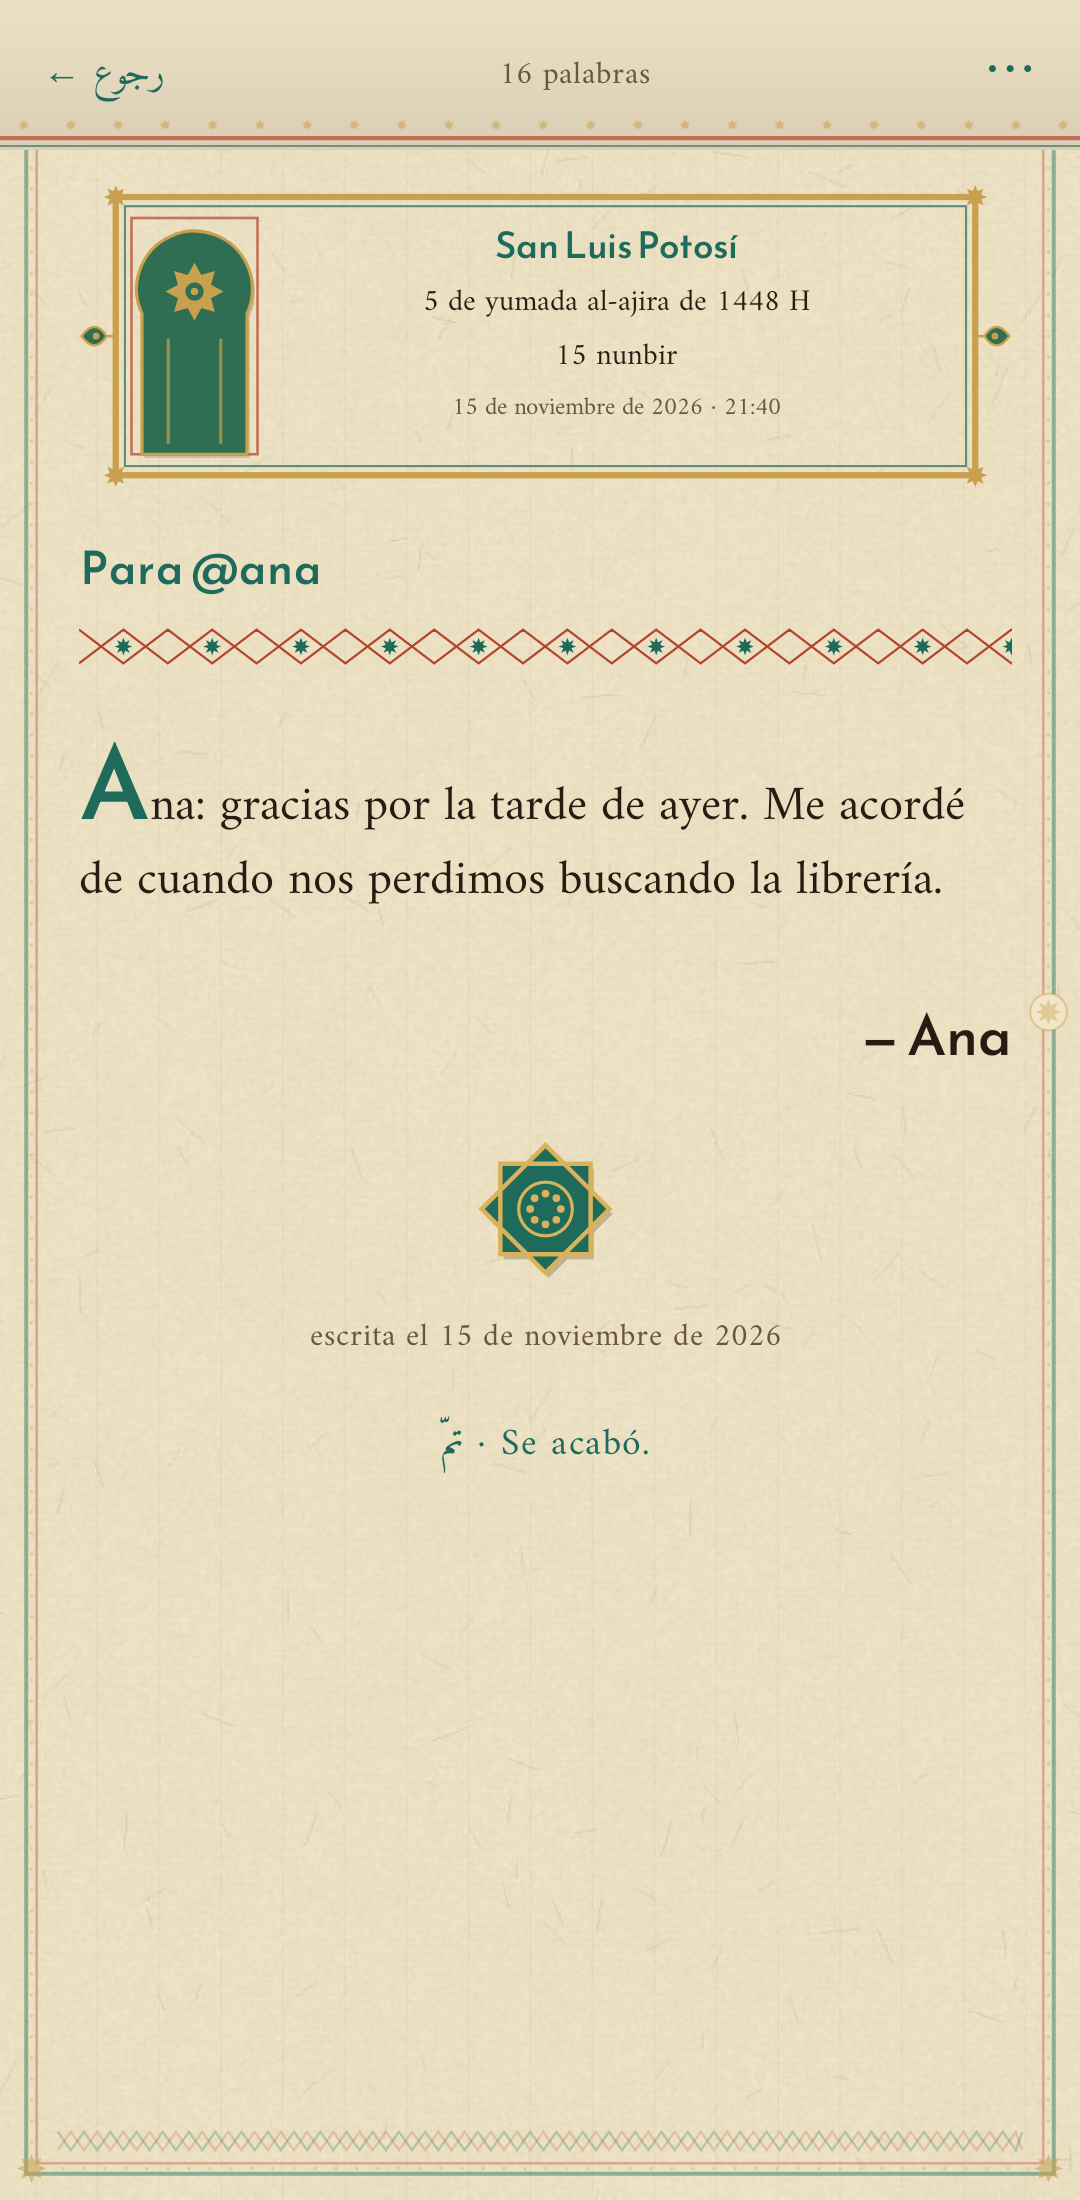 ← رجوع
16 palabras
•••
San Luis Potosí
5 de yumada al-ajira de 1448 H
15 nunbir
15 de noviembre de 2026 · 21:40
Para @ana
Ana: gracias por la tarde de ayer. Me acordé
de cuando nos perdimos buscando la librería.
– Ana
escrita el 15 de noviembre de 2026
تمّ · Se acabó.